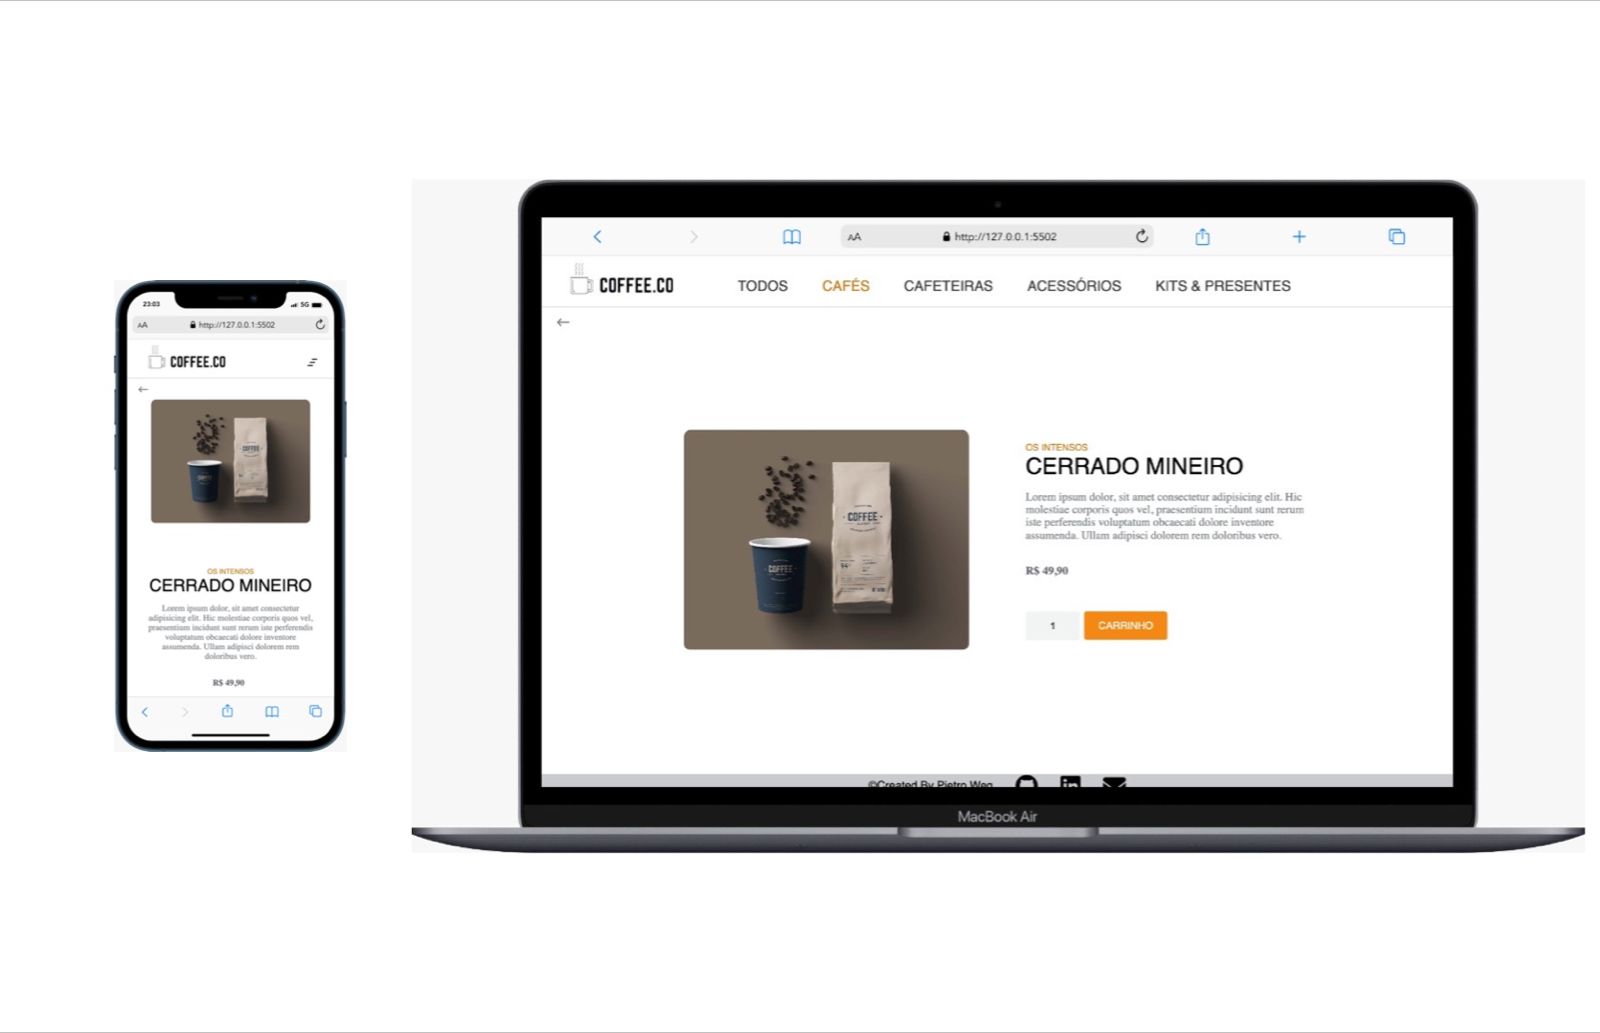 23:03
5G
AA
http://127.0.0.1:5502
COFFEE.CO
COFFEE
OS INTENSOS
CERRADO MINEIRO
Lorem ipsum dolor, sit amet consectetur
adipisicing elit. Hic molestiae corporis quos vel,
praesentium incidunt sunt rerum iste perferendis
voluptatum obcaecati dolore inventore
assumenda. Ullam adipisci dolorem rem
doloribus vero.
R$ 49,90
AA
http://127.0.0.1:5502
COFFEE.CO
TODOS
CAFÉS
CAFETEIRAS
ACESSÓRIOS
KITS & PRESENTES
COFFEE
COFFEE
OS INTENSOS
CERRADO MINEIRO
Lorem ipsum dolor, sit amet consectetur adipisicing elit. Hic
molestiae corporis quos vel, praesentium incidunt sunt rerum
iste perferendis voluptatum obcaecati dolore inventore
assumenda. Ullam adipisci dolorem rem doloribus vero.
R$ 49,90
1
CARRINHO
©Created By Pietro Weg
in
MacBook Air